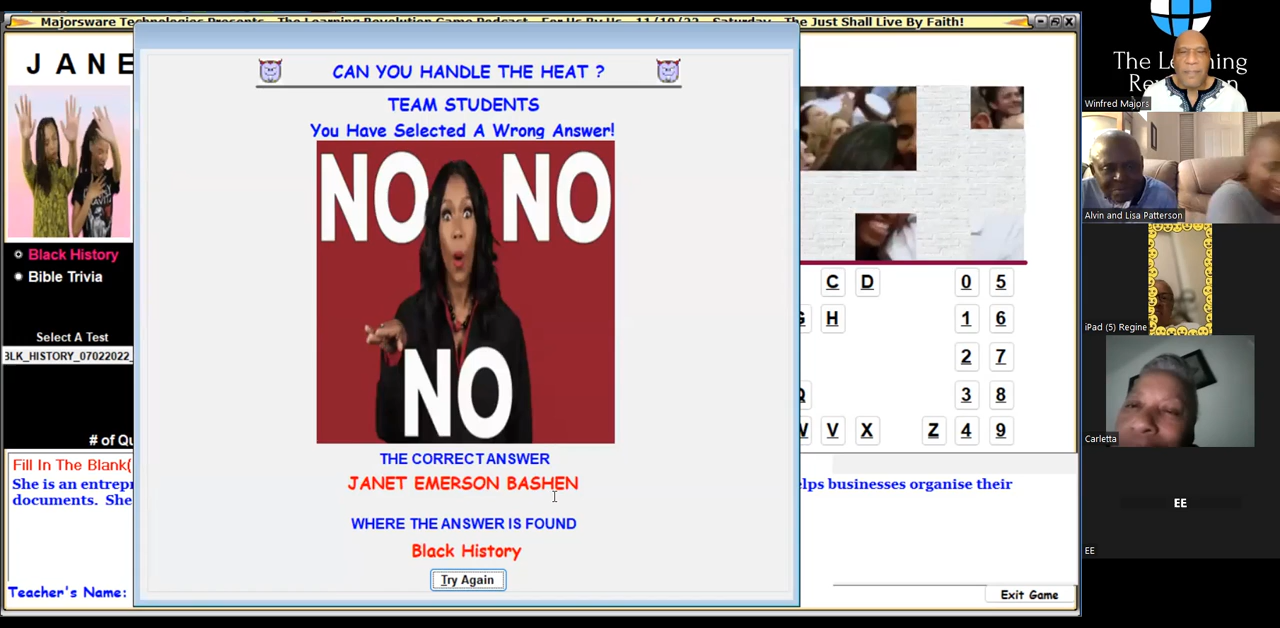 Majorsware Technologies Presents - The Learning Revolution Game Podcast - For Us By Us - 11/19/22 - Saturday - The Just Shall Live By Faith!
JANE
CAN YOU HANDLE THE HEAT ?
TEAM STUDENTS
You Have Selected A Wrong Answer!
NO NO
NO
THE CORRECT ANSWER
JANET EMERSON BASHEN
WHERE THE ANSWER IS FOUND
Black History
Try Again
Black History
Bible Trivia
Select A Test
BLK_HISTORY_07022022_
# of Qu
Fill In The Blank(
She is an entrepr
elps businesses organise their
documents. She
Teacher's Name:
C D 0 5
G H 1 6
2 7
3 8
V X Z 4 9
Exit Game
The Learning
Winfred Majors
Alvin and Lisa Patterson
iPad (5) Regine
Carletta
EE
EE